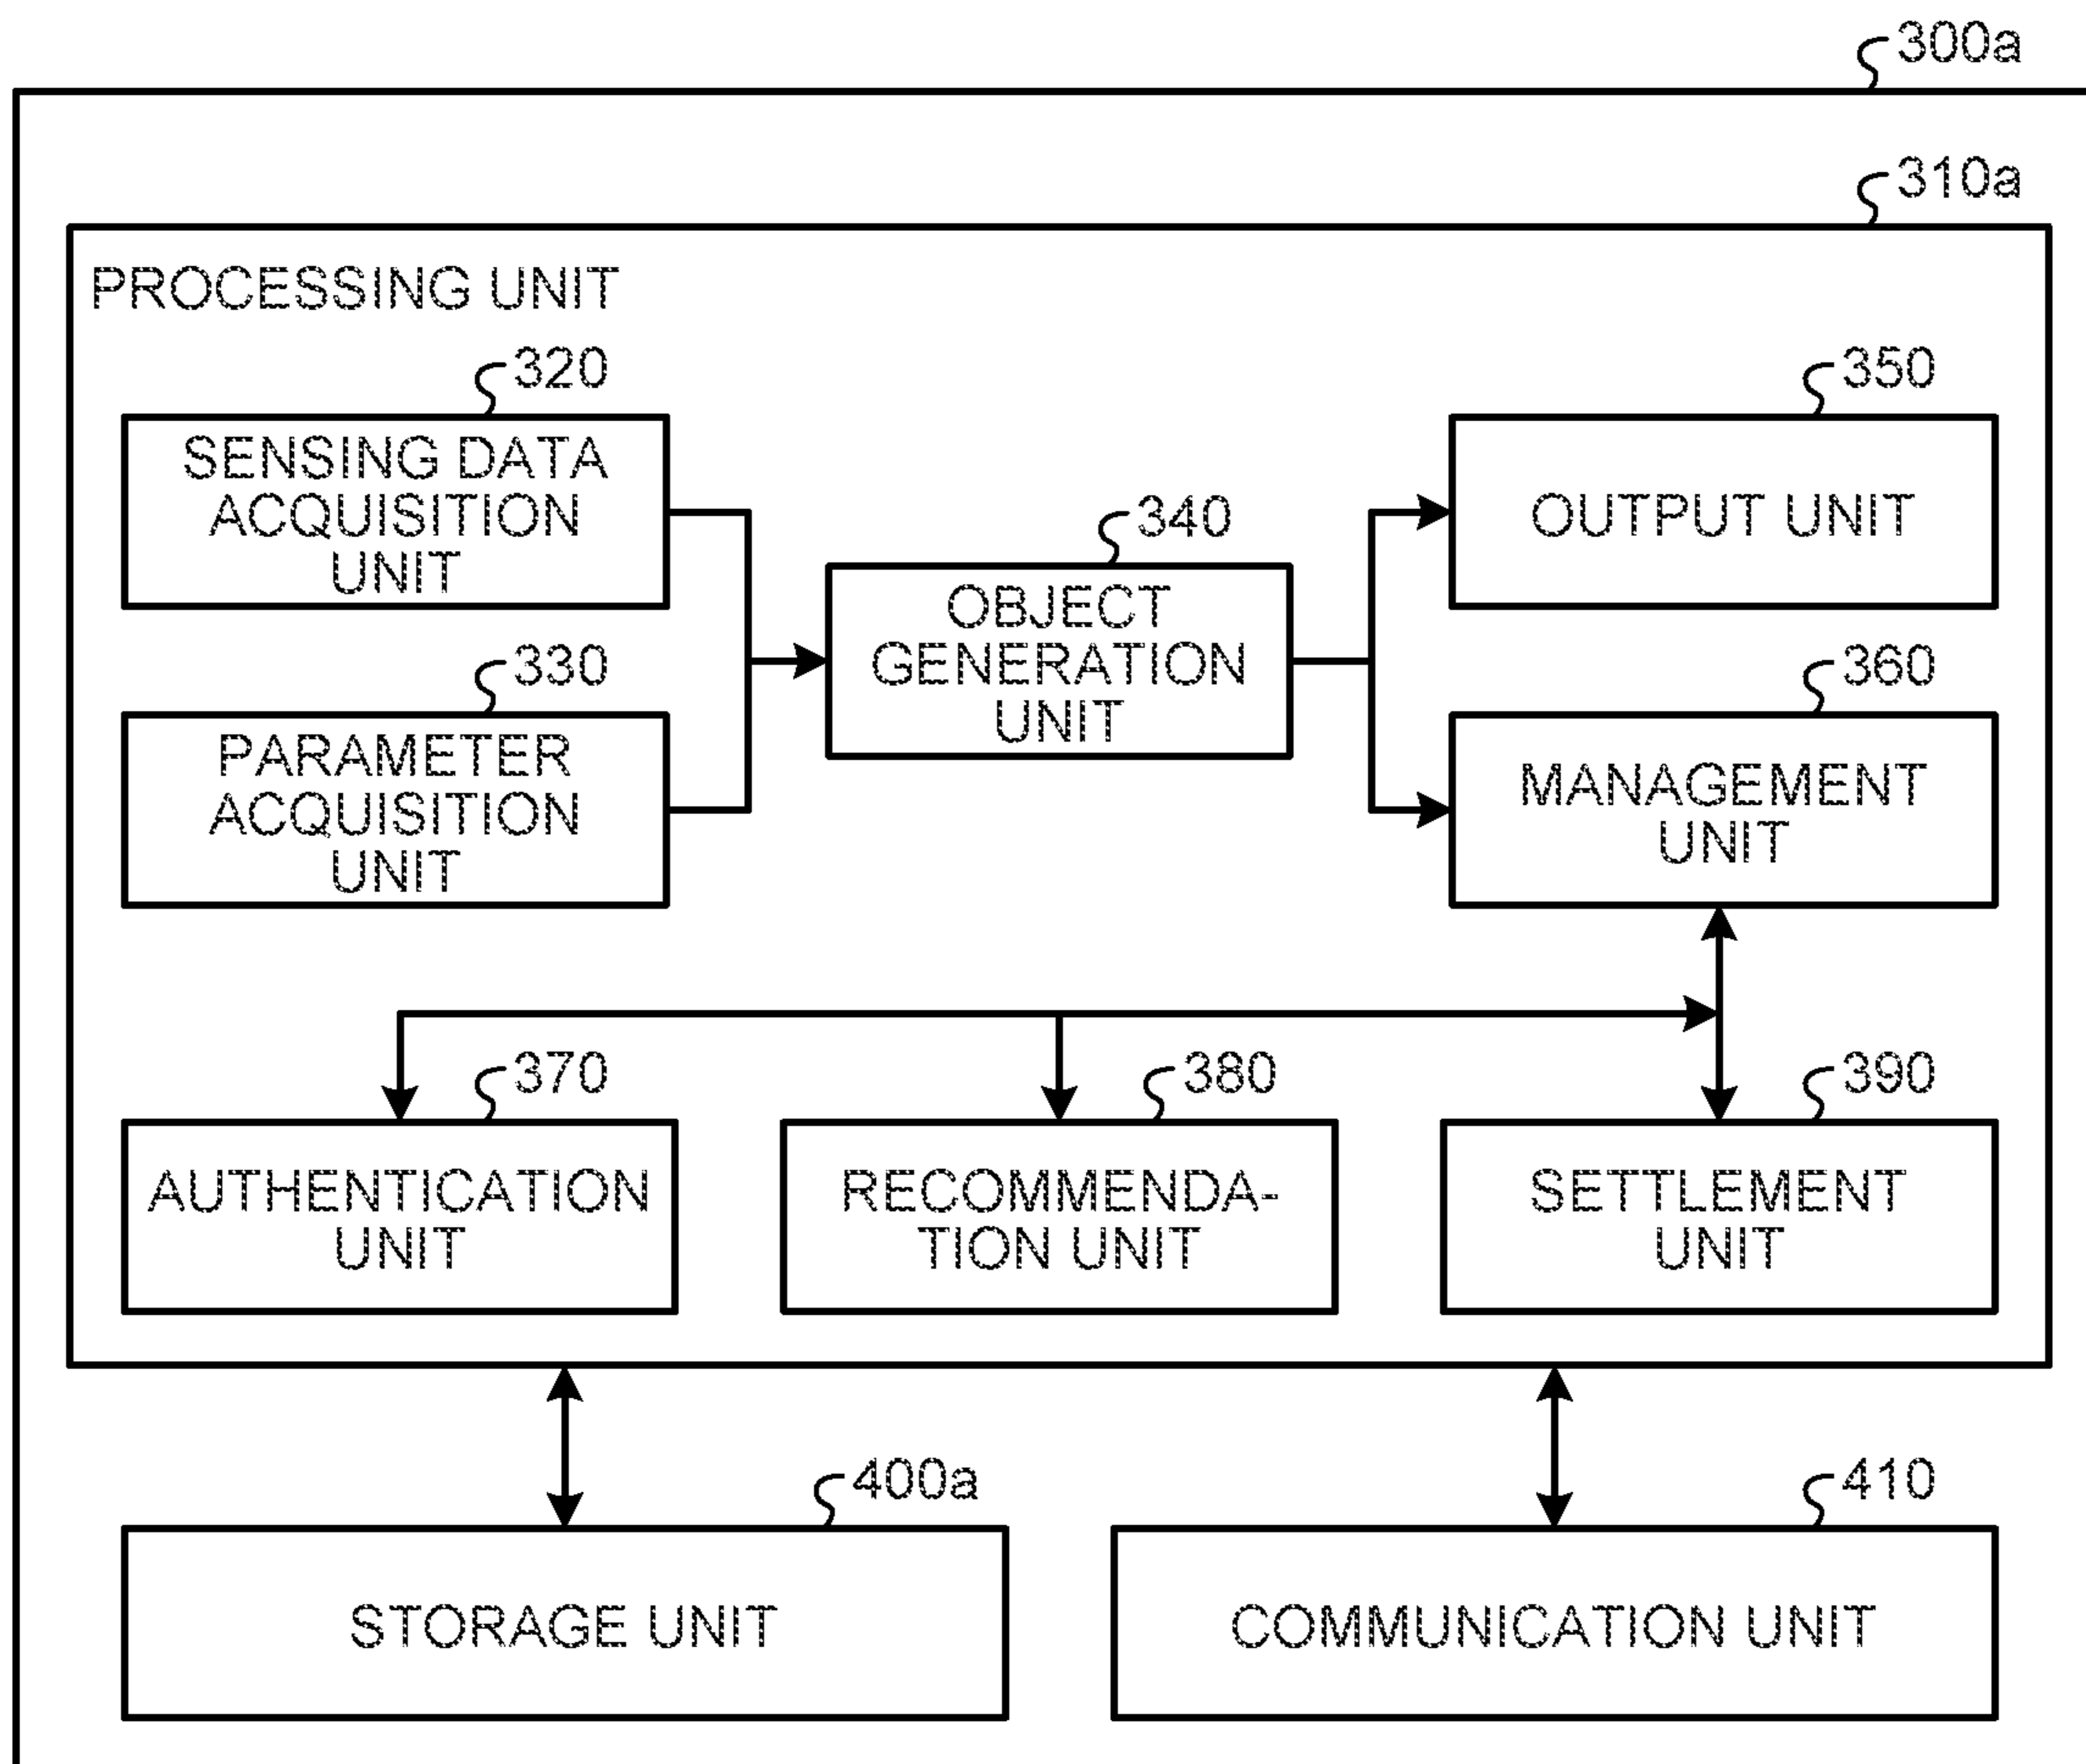 300a
310a
PROCESSING UNIT
320
SENSING DATA
ACQUISITION
UNIT
330
PARAMETER
ACQUISITION
UNIT
340
OBJECT
GENERATION
UNIT
350
OUTPUT UNIT
360
MANAGEMENT
UNIT
370
AUTHENTICATION
UNIT
380
RECOMMENDA-
TION UNIT
390
SETTLEMENT
UNIT
400a
STORAGE UNIT
410
COMMUNICATION UNIT